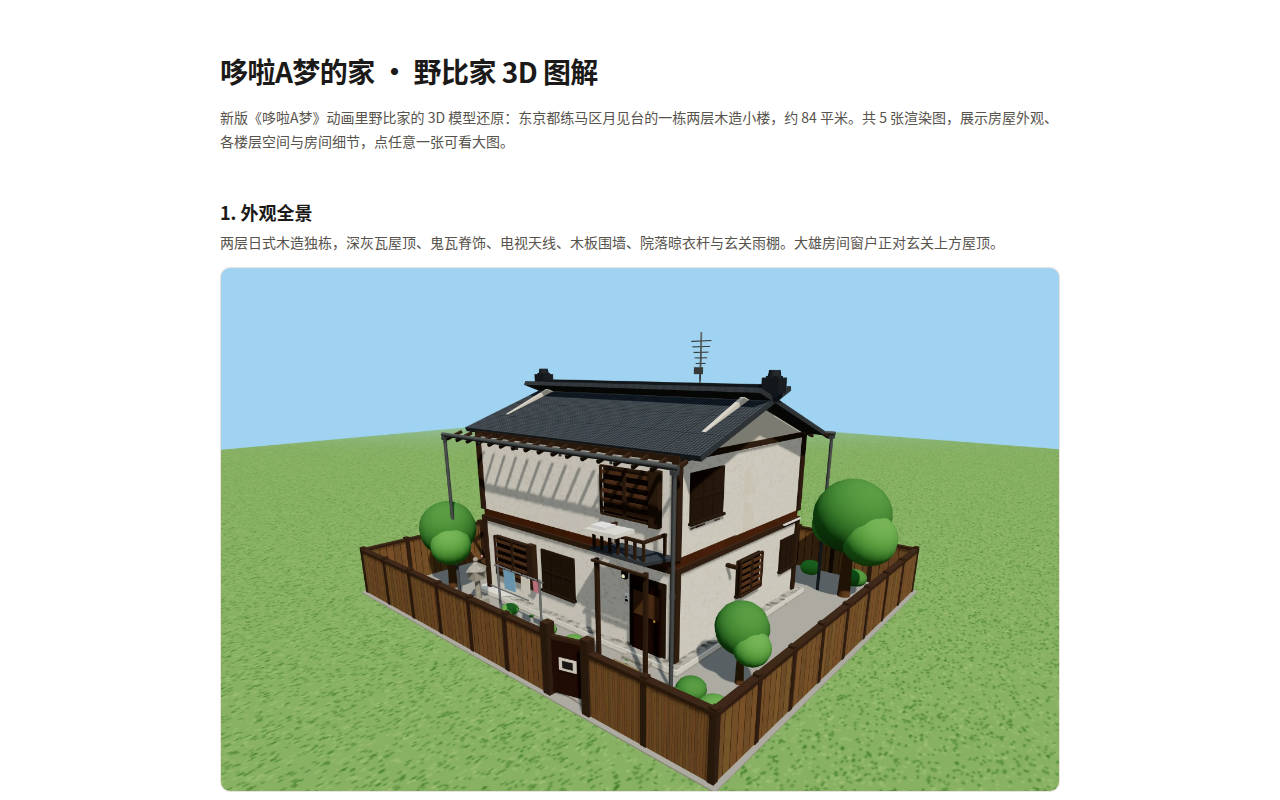 哆啦A梦的家 · 野比家 3D 图解
新版《哆啦A梦》动画里野比家的 3D 模型还原：东京都练马区月见台的一栋两层木造小楼，约 84 平米。共 5 张渲染图，展示房屋外观、
各楼层空间与房间细节，点任意一张可看大图。
1. 外观全景
两层日式木造独栋，深灰瓦屋顶、鬼瓦脊饰、电视天线、木板围墙、院落晾衣杆与玄关雨棚。大雄房间窗户正对玄关上方屋顶。